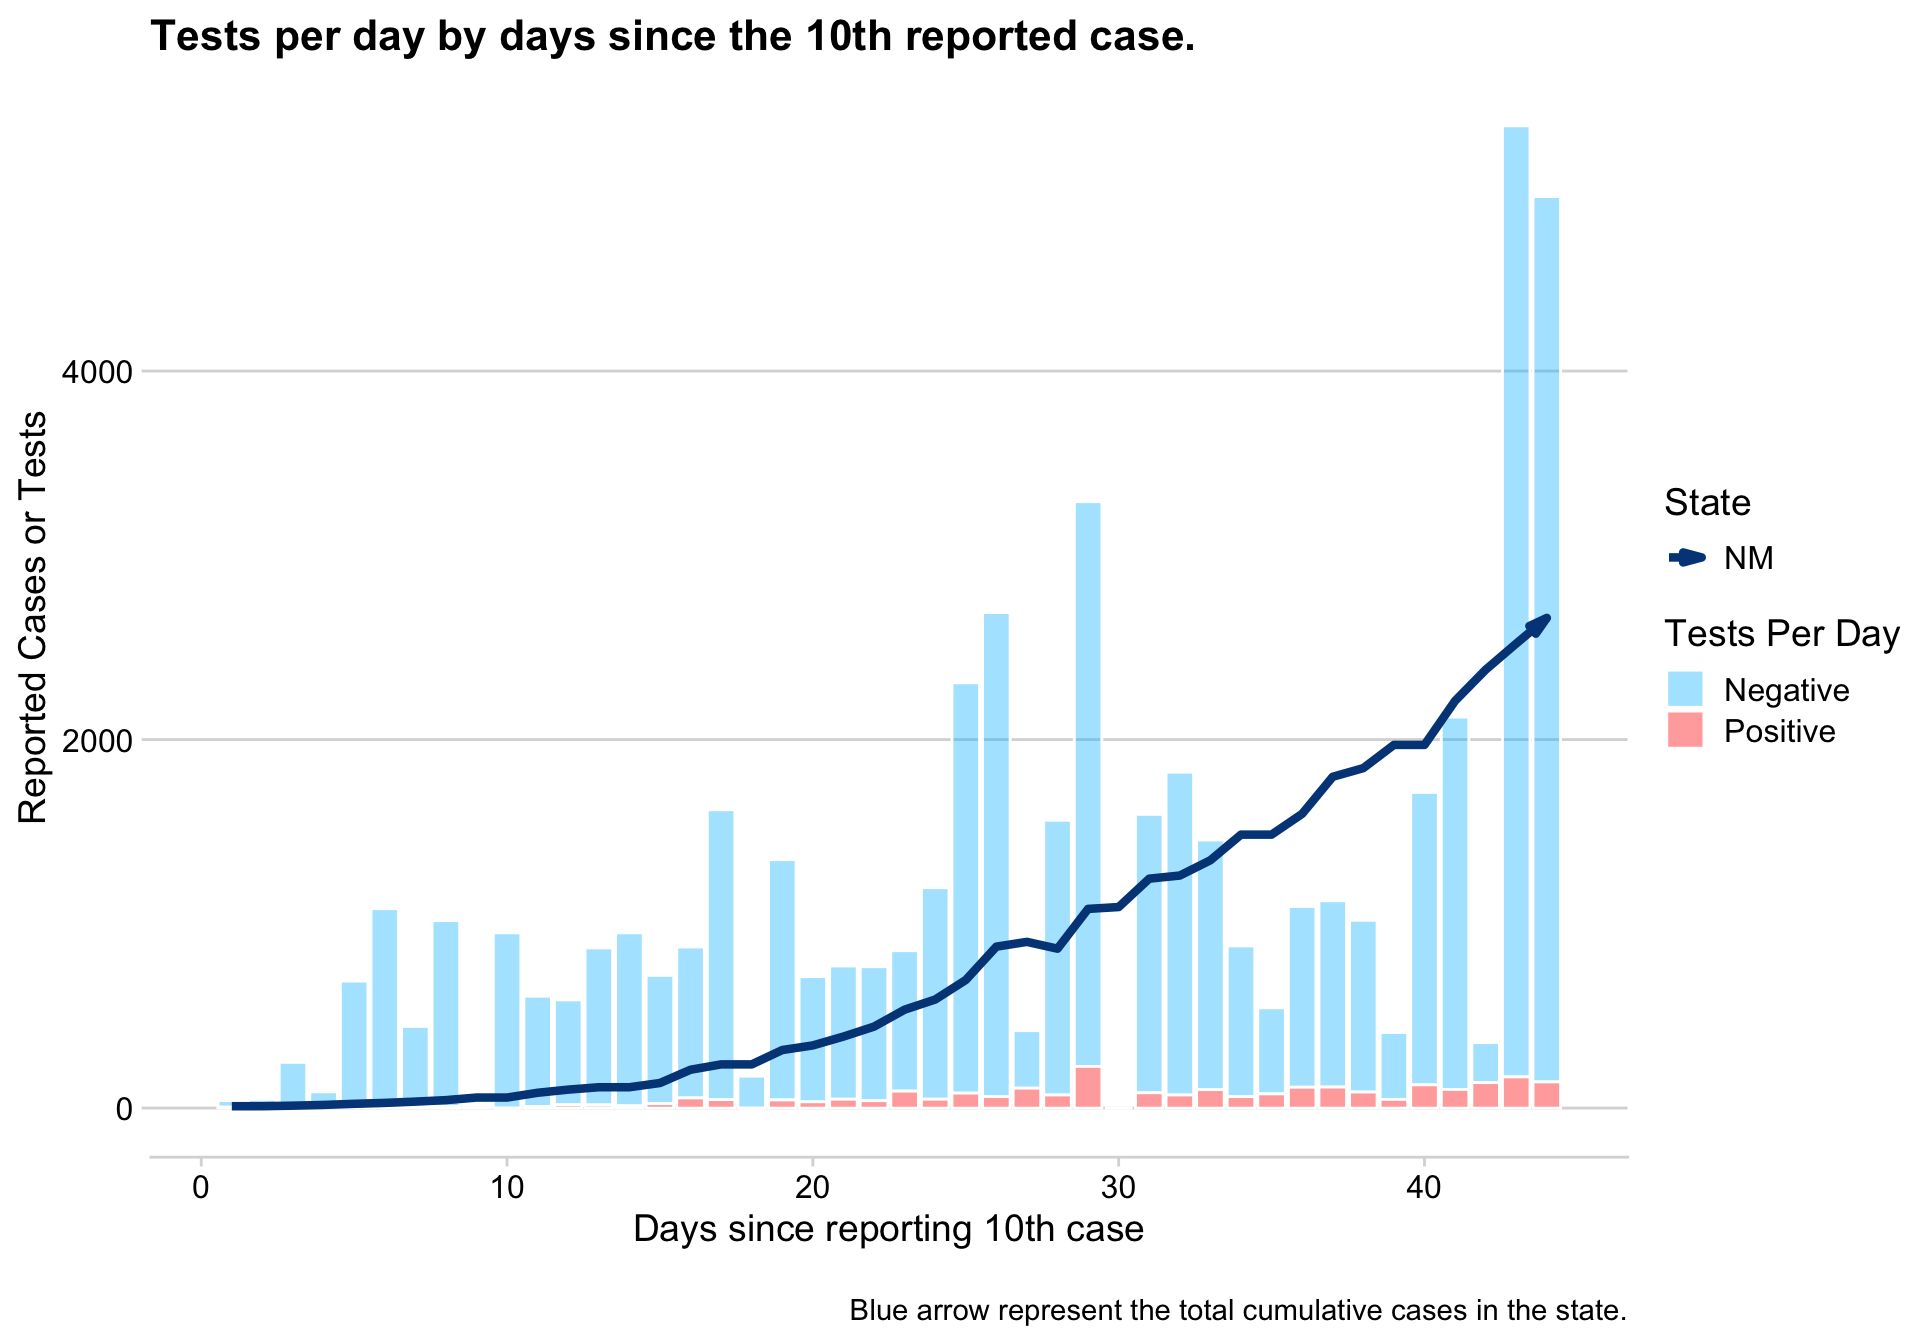 Tests per day by days since the 10th reported case.
Reported Cases or Tests
4000
2000
0
0 10 20 30 40
Days since reporting 10th case
State
NM
Tests Per Day
Negative
Positive
Blue arrow represent the total cumulative cases in the state.